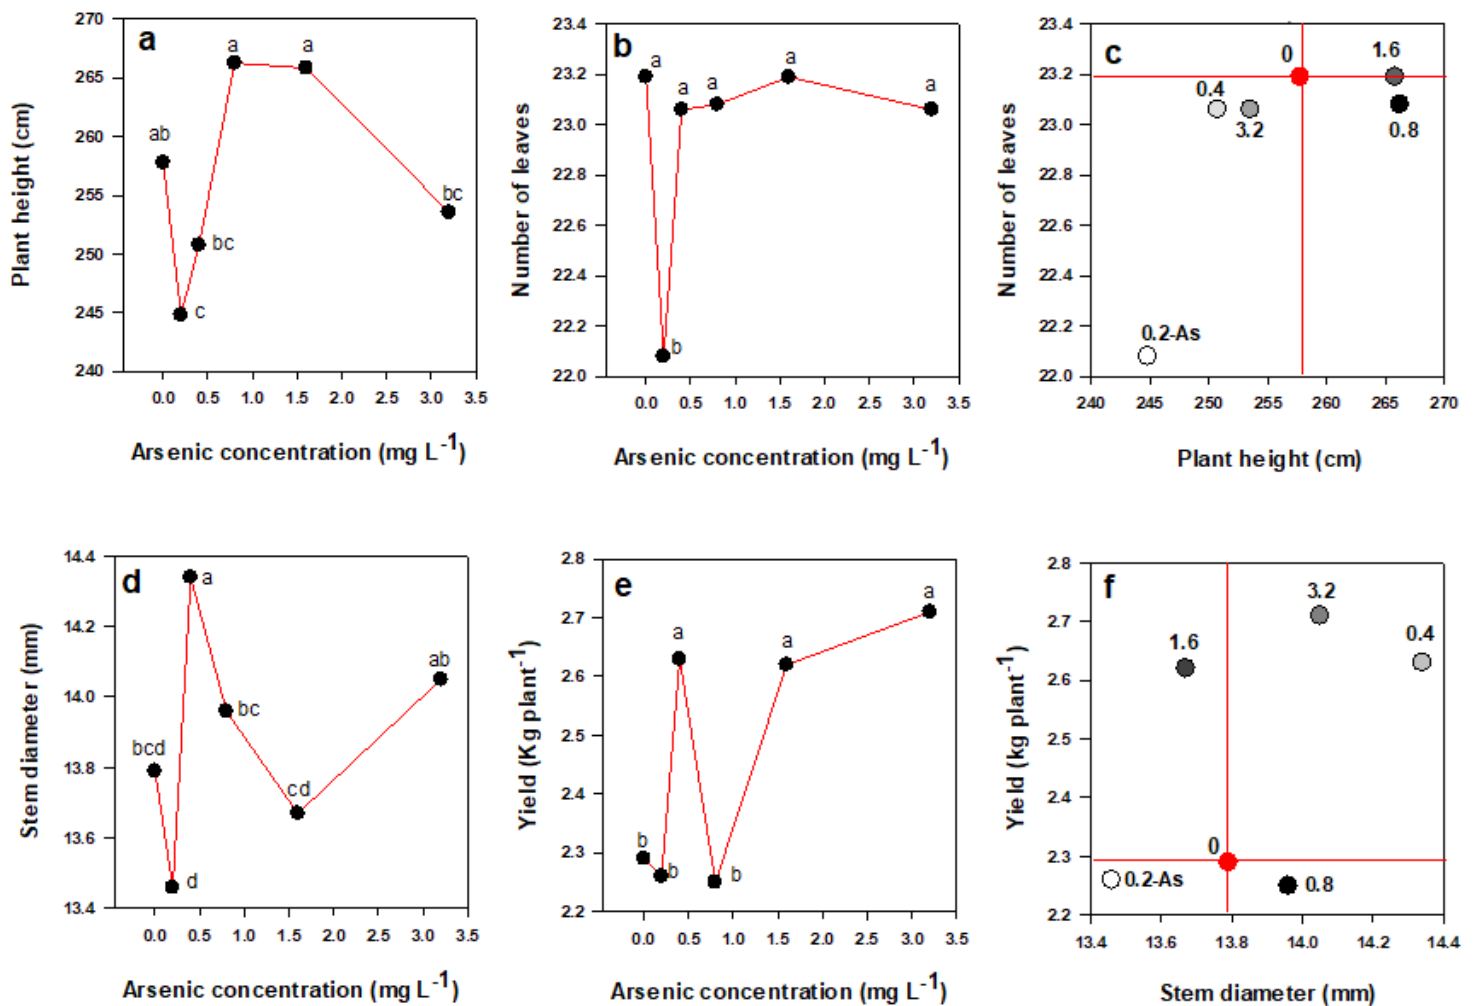 a
270
265
260
255
250
245
240
ab
c
bc
a
a
bc
0.0 0.5 1.0 1.5 2.0 2.5 3.0 3.5
Plant height (cm)
Arsenic concentration (mg L-1)
b
23.4
23.2
23.0
22.8
22.6
22.4
22.2
22.0
a
b
a
a
a
a
0.0 0.5 1.0 1.5 2.0 2.5 3.0 3.5
Number of leaves
Arsenic concentration (mg L-1)
c
23.4
23.2
23.0
22.8
22.6
22.4
22.2
22.0
0
1.6
0.4
3.2
0.8
0.2-As
240 245 250 255 260 265 270
Number of leaves
Plant height (cm)
d
14.4
14.2
14.0
13.8
13.6
13.4
bcd
d
a
bc
cd
ab
0.0 0.5 1.0 1.5 2.0 2.5 3.0 3.5
Stem diameter (mm)
Arsenic concentration (mg L-1)
e
2.8
2.7
2.6
2.5
2.4
2.3
2.2
b
b
a
b
a
a
0.0 0.5 1.0 1.5 2.0 2.5 3.0 3.5
Yield (Kg plant-1)
Arsenic concentration (mg L-1)
f
2.8
2.7
2.6
2.5
2.4
2.3
2.2
3.2
1.6
0.4
0
0.2-As
0.8
13.4 13.6 13.8 14.0 14.2 14.4
Yield (kg plant-1)
Stem diameter (mm)